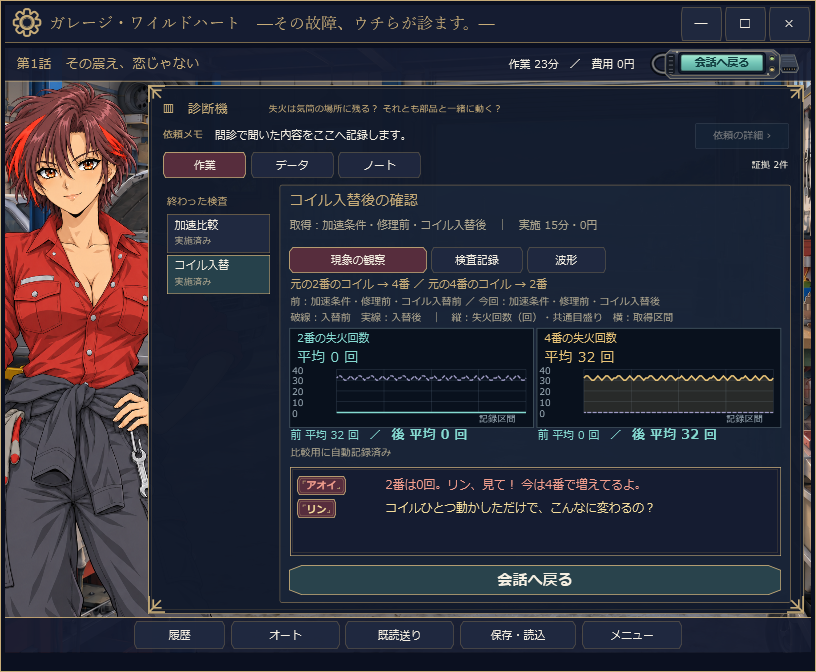 ガレージ・ワイルドハート ―その故障、ウチらが診ます。―
第1話 その震え、恋じゃない
作業 23分 ／ 費用 0円
会話へ戻る
診断機 失火は気筒の場所に残る？ それとも部品と一緒に動く？
依頼メモ 問診で聞いた内容をここへ記録します。
依頼の詳細 ›
作業 データ ノート
証拠 2件
終わった検査
加速比較
実施済み
コイル入替
実施済み
コイル入替後の確認
取得：加速条件・修理前・コイル入替後 ｜ 実施 15分・0円
現象の観察 検査記録 波形
元の2番のコイル → 4番 ／ 元の4番のコイル → 2番
前：加速条件・修理前・コイル入替前 ／ 今回：加速条件・修理前・コイル入替後
破線：入替前 実線：入替後 ｜ 縦：失火回数（回）・共通目盛り 横：取得区間
2番の失火回数
平均 0 回
40
30
20
10
0
記録区間
前 平均 32 回 ／ 後 平均 0 回
4番の失火回数
平均 32 回
40
30
20
10
0
記録区間
前 平均 0 回 ／ 後 平均 32 回
比較用に自動記録済み
「アオイ」 2番は0回。リン、見て！ 今は4番で増えてるよ。
「リン」 コイルひとつ動かしただけで、こんなに変わるの？
会話へ戻る
履歴 オート 既読送り 保存・読込 メニュー